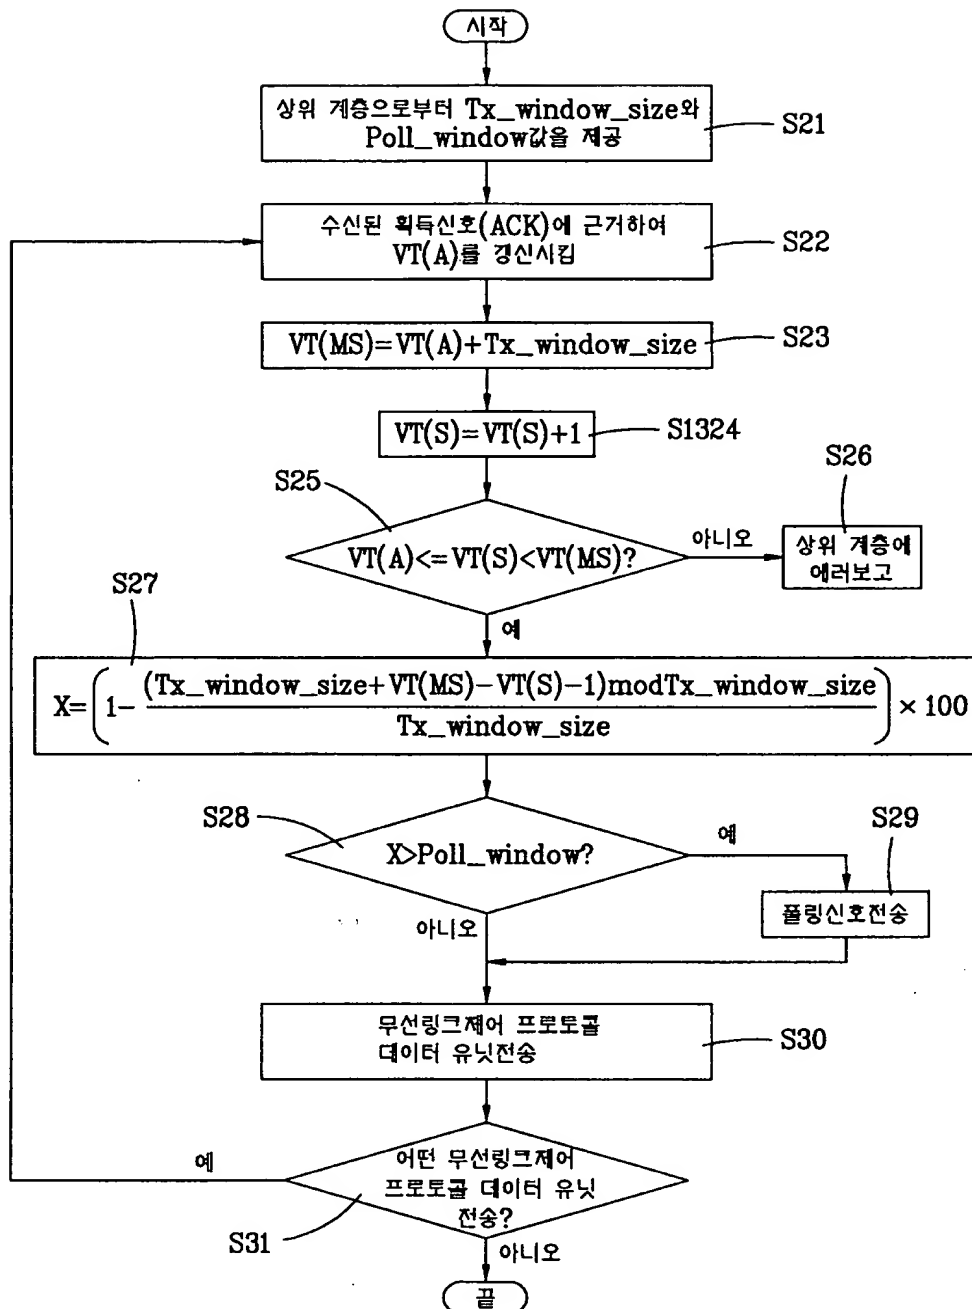 시작
상위 계층으로부터 Tx_window_size와
Poll_window값을 제공
S21
수신된 획득신호(ACK)에 근거하여
VT(A)를 갱신시킴
S22
VT(MS)=VT(A)+Tx_window_size
S23
VT(S)=VT(S)+1
S1324
S25
VT(A)<=VT(S)<VT(MS)?
아니오
S26
상위 계층에
에러보고
예
S27
X=(1-(Tx_window_size+VT(MS)-VT(S)-1)modTx_window_size/Tx_window_size)×100
S28
X>Poll_window?
예
S29
폴링신호전송
아니오
무선링크제어 프로토콜
데이터 유닛전송
S30
어떤 무선링크제어
프로토콜 데이터 유닛
전송?
예
S31
아니오
끝